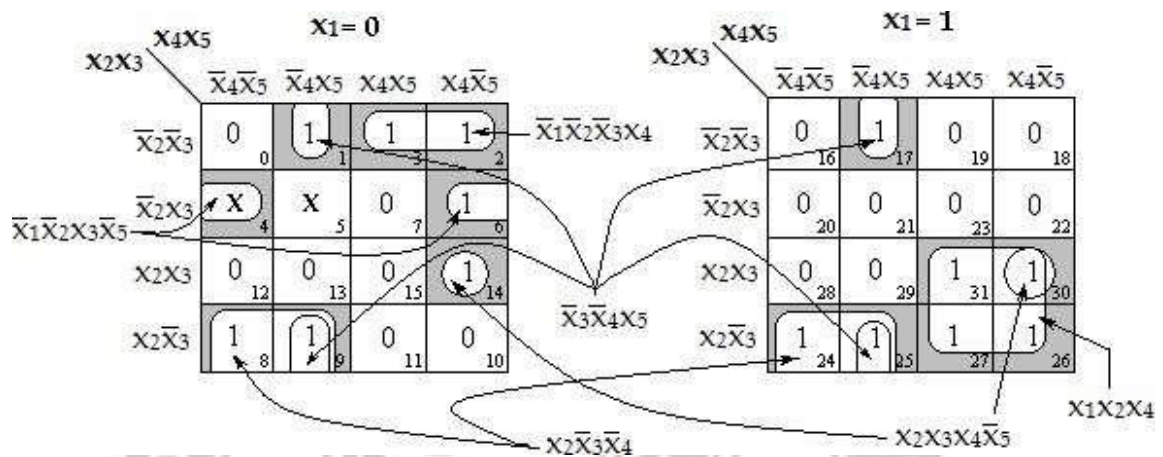 x1= 0
x4x5
x2x3
x̅4x̅5 x̅4x5 x4x5 x4x̅5
x̅2x̅3 0 0 1 1 1 3 1 2
x̅1x̅2x̅3x4
x̅2x3 x 4 x 5 0 7 1 6
x̅1x̅2x3x̅5
x2x3 0 12 0 13 0 15 1 14
x2x̅3 1 8 1 9 0 11 0 10
x̅3x̅4x5
x1= 1
x4x5
x2x3
x̅4x̅5 x̅4x5 x4x5 x4x̅5
x̅2x̅3 0 16 1 17 0 19 0 18
x̅2x3 0 20 0 21 0 23 0 22
x2x3 0 28 0 29 1 31 1 30
x2x̅3 1 24 1 25 1 27 1 26
x1x2x4
x2x̅3x̅4
x2x3x4x̅5